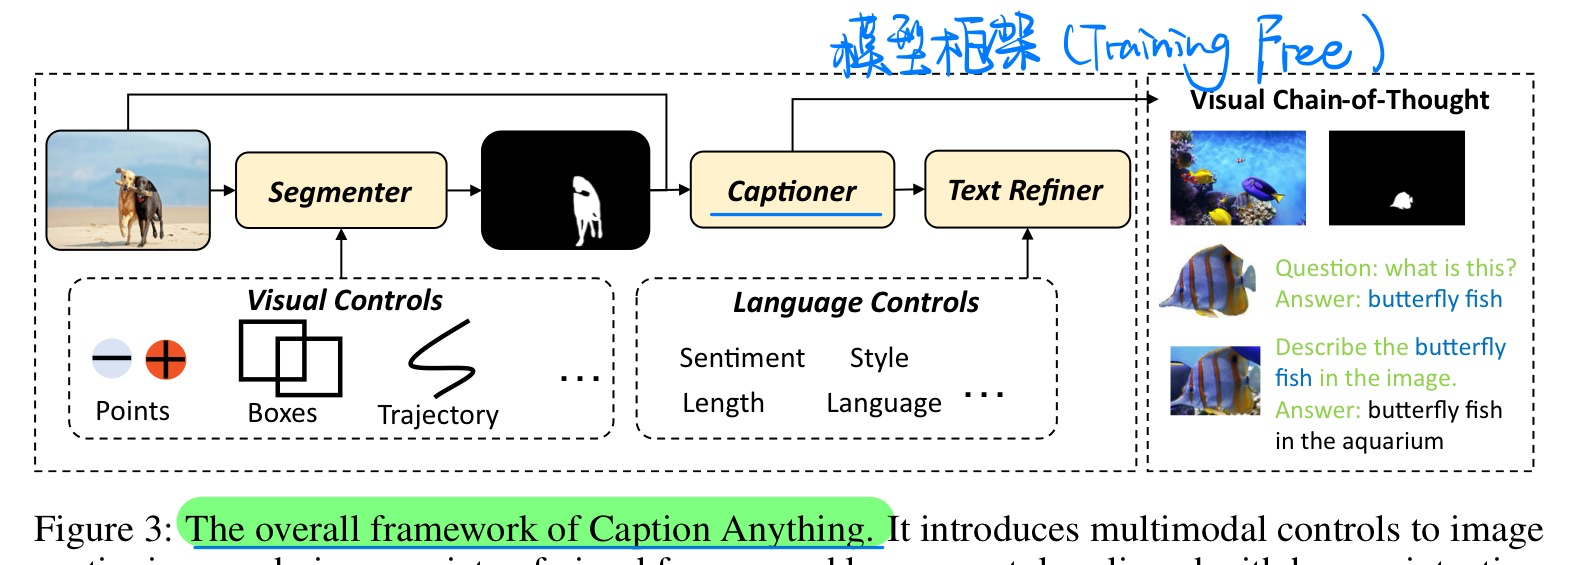 模型框架 (Training Free)
Visual Chain-of-Thought
Segmenter
Captioner
Text Refiner
Visual Controls
Points
Boxes
Trajectory
...
Language Controls
Sentiment
Style
Length
Language
...
Question: what is this?
Answer: butterfly fish
Describe the butterfly
fish in the image.
Answer: butterfly fish
in the aquarium
Figure 3: The overall framework of Caption Anything. It introduces multimodal controls to image